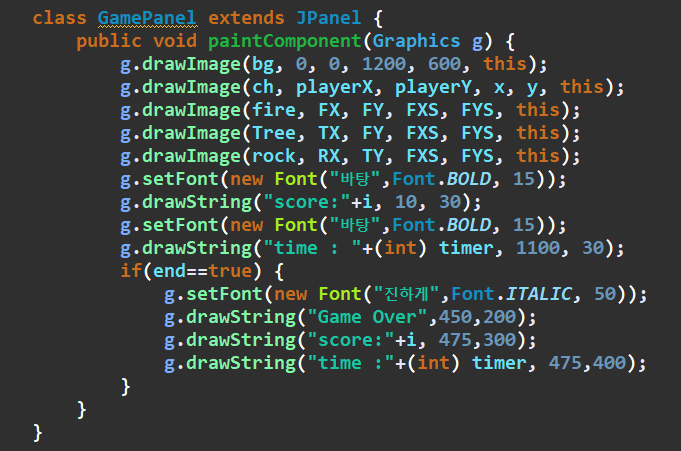 class GamePanel extends JPanel {
public void paintComponent(Graphics g) {
g.drawImage(bg, 0, 0, 1200, 600, this);
g.drawImage(ch, playerX, playerY, x, y, this);
g.drawImage(fire, FX, FY, FXS, FYS, this);
g.drawImage(Tree, TX, FY, FXS, FYS, this);
g.drawImage(rock, RX, TY, FXS, FYS, this);
g.setFont(new Font("바탕",Font.BOLD, 15));
g.drawString("score:"+i, 10, 30);
g.setFont(new Font("바탕",Font.BOLD, 15));
g.drawString("time : "+(int) timer, 1100, 30);
if(end==true) {
g.setFont(new Font("진하게",Font.ITALIC, 50));
g.drawString("Game Over",450,200);
g.drawString("score:"+i, 475,300);
g.drawString("time :"+(int) timer, 475,400);
}
}
}